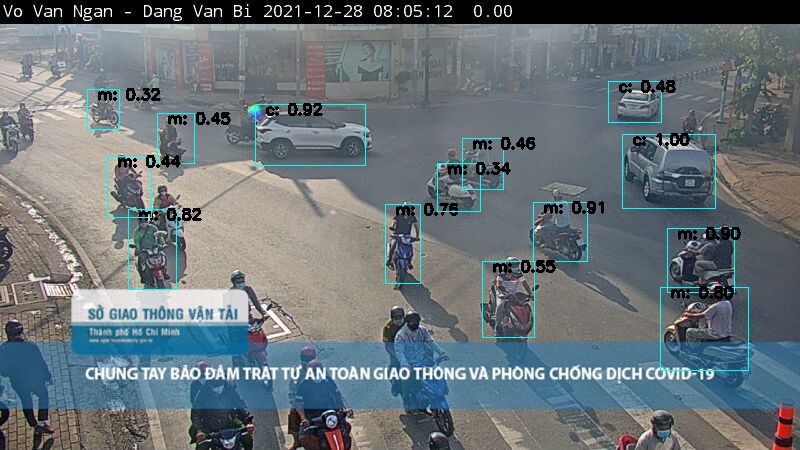 Vo Van Ngan - Dang Van Bi 2021-12-28 08:05:12 0.00
m: 0.32
c: 0.92
c: 0.48
m: 0.45
m: 0.46
c: 1.00
m: 0.44
m: 0.34
m: 0.82
m: 0.76
m: 0.91
m: 0.90
m: 0.55
m: 0.80
SỞ GIAO THÔNG VẬN TẢI
Thành phố Hồ Chí Minh
CHUNG TAY BẢO ĐẢM TRẬT TỰ AN TOÀN GIAO THÔNG VÀ PHÒNG CHỐNG DỊCH COVID-19